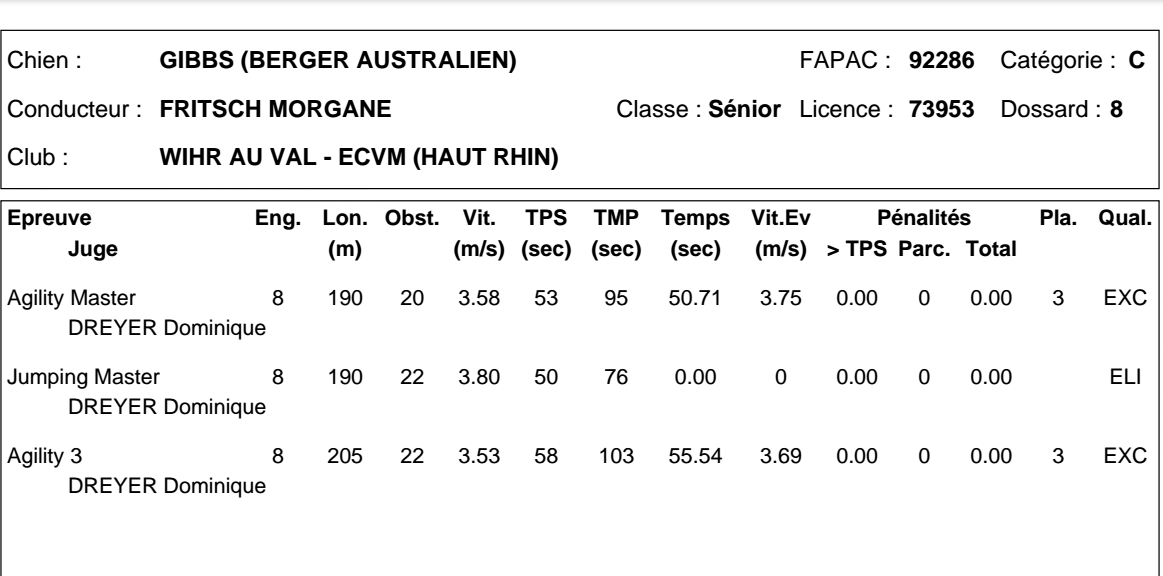 Chien : GIBBS (BERGER AUSTRALIEN) FAPAC : 92286 Catégorie : C
Conducteur : FRITSCH MORGANE Classe : Sénior Licence : 73953 Dossard : 8
Club : WIHR AU VAL - ECVM (HAUT RHIN)
Epreuve Eng. Lon. Obst. Vit. TPS TMP Temps Vit.Ev Pénalités Pla. Qual.
Juge (m) (m/s) (sec) (sec) (sec) (m/s) > TPS Parc. Total
Agility Master 8 190 20 3.58 53 95 50.71 3.75 0.00 0 0.00 3 EXC
DREYER Dominique
Jumping Master 8 190 22 3.80 50 76 0.00 0 0.00 0 0.00 ELI
DREYER Dominique
Agility 3 8 205 22 3.53 58 103 55.54 3.69 0.00 0 0.00 3 EXC
DREYER Dominique